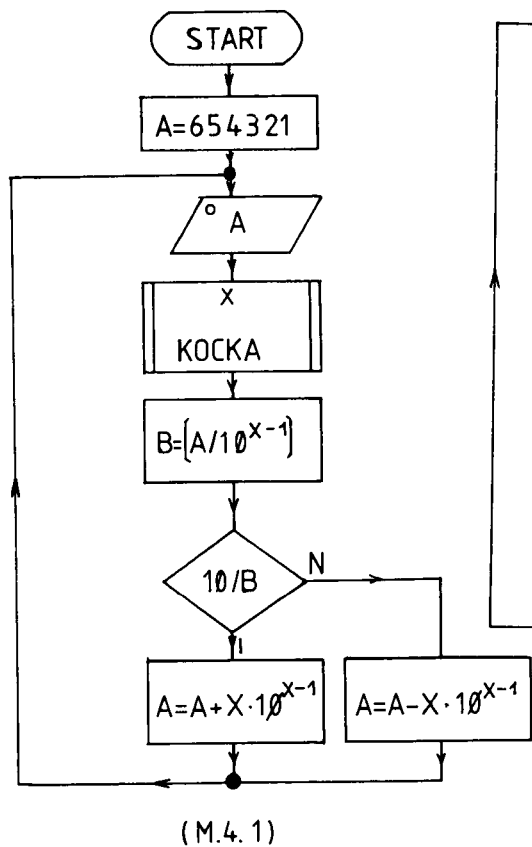 START
A=654321
A
X
KOCKA
B=[A/10^X-1]
10/B
N
I
A=A+X·10^X-1
A=A-X·10^X-1
(M.4.1)